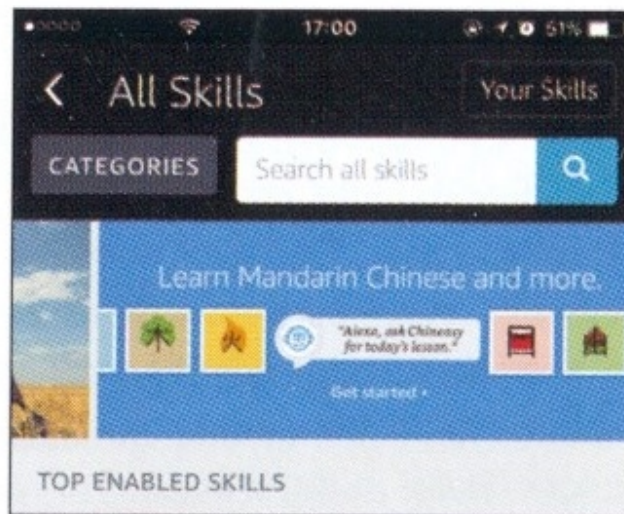 17:00 51%
All Skills
Your Skills
CATEGORIES
Search all skills
Learn Mandarin Chinese and more.
"Alexa, ask Chineasy
for today's lesson."
Get started
TOP ENABLED SKILLS